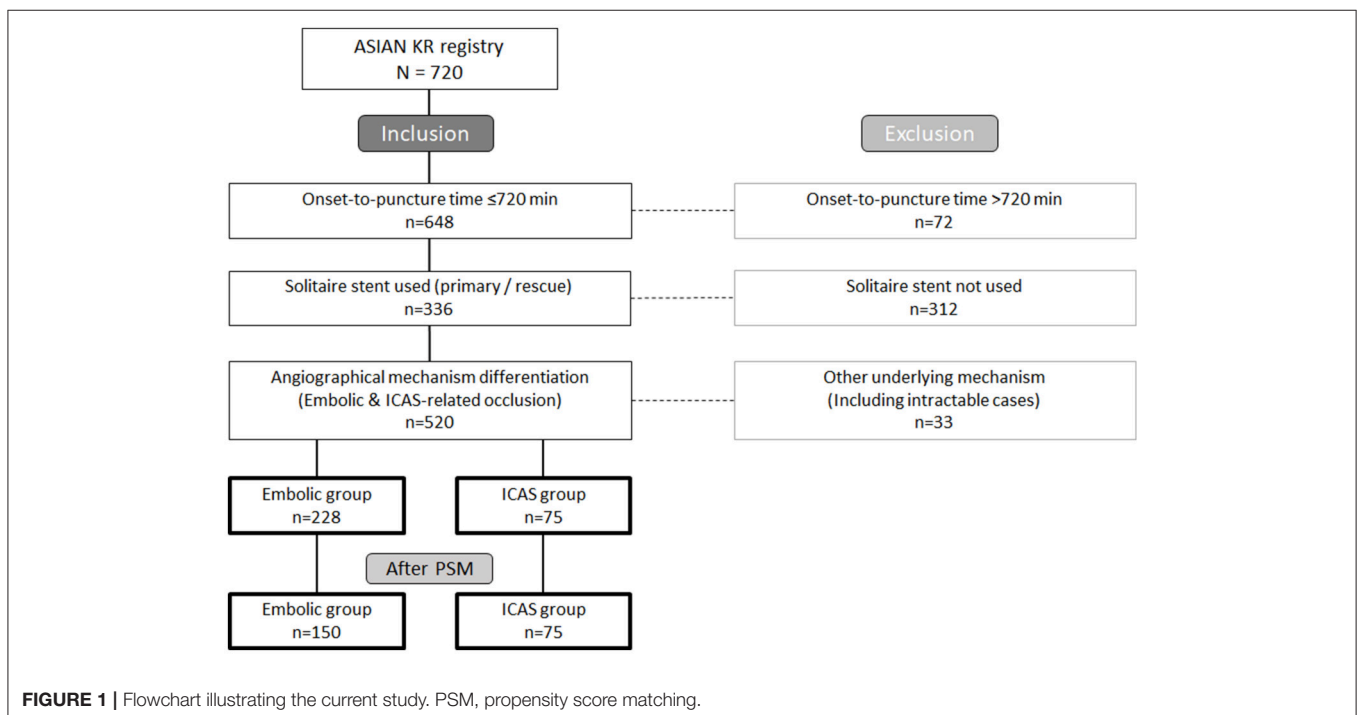 ASIAN KR registry
N = 720
Inclusion
Exclusion
Onset-to-puncture time ≤720 min
n=648
Onset-to-puncture time >720 min
n=72
Solitaire stent used (primary / rescue)
n=336
Solitaire stent not used
n=312
Angiographical mechanism differentiation
(Embolic & ICAS-related occlusion)
n=520
Other underlying mechanism
(Including intractable cases)
n=33
Embolic group
n=228
ICAS group
n=75
After PSM
Embolic group
n=150
ICAS group
n=75
FIGURE 1 | Flowchart illustrating the current study. PSM, propensity score matching.